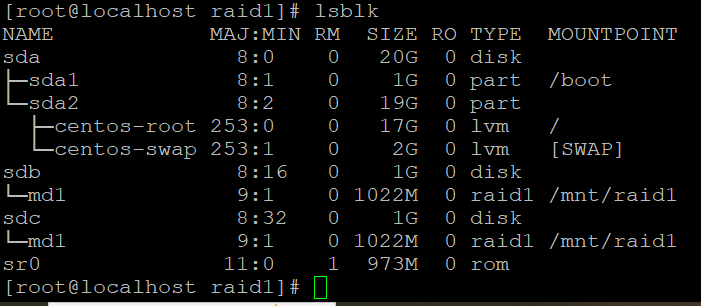 [root@localhost raid1]# lsblk
NAME            MAJ:MIN RM  SIZE RO TYPE  MOUNTPOINT
sda               8:0    0   20G  0 disk
├─sda1            8:1    0    1G  0 part  /boot
└─sda2            8:2    0   19G  0 part
  ├─centos-root 253:0    0   17G  0 lvm   /
  └─centos-swap 253:1    0    2G  0 lvm   [SWAP]
sdb               8:16   0    1G  0 disk
└─md1             9:1    0 1022M  0 raid1 /mnt/raid1
sdc               8:32   0    1G  0 disk
└─md1             9:1    0 1022M  0 raid1 /mnt/raid1
sr0              11:0    1  973M  0 rom
[root@localhost raid1]#